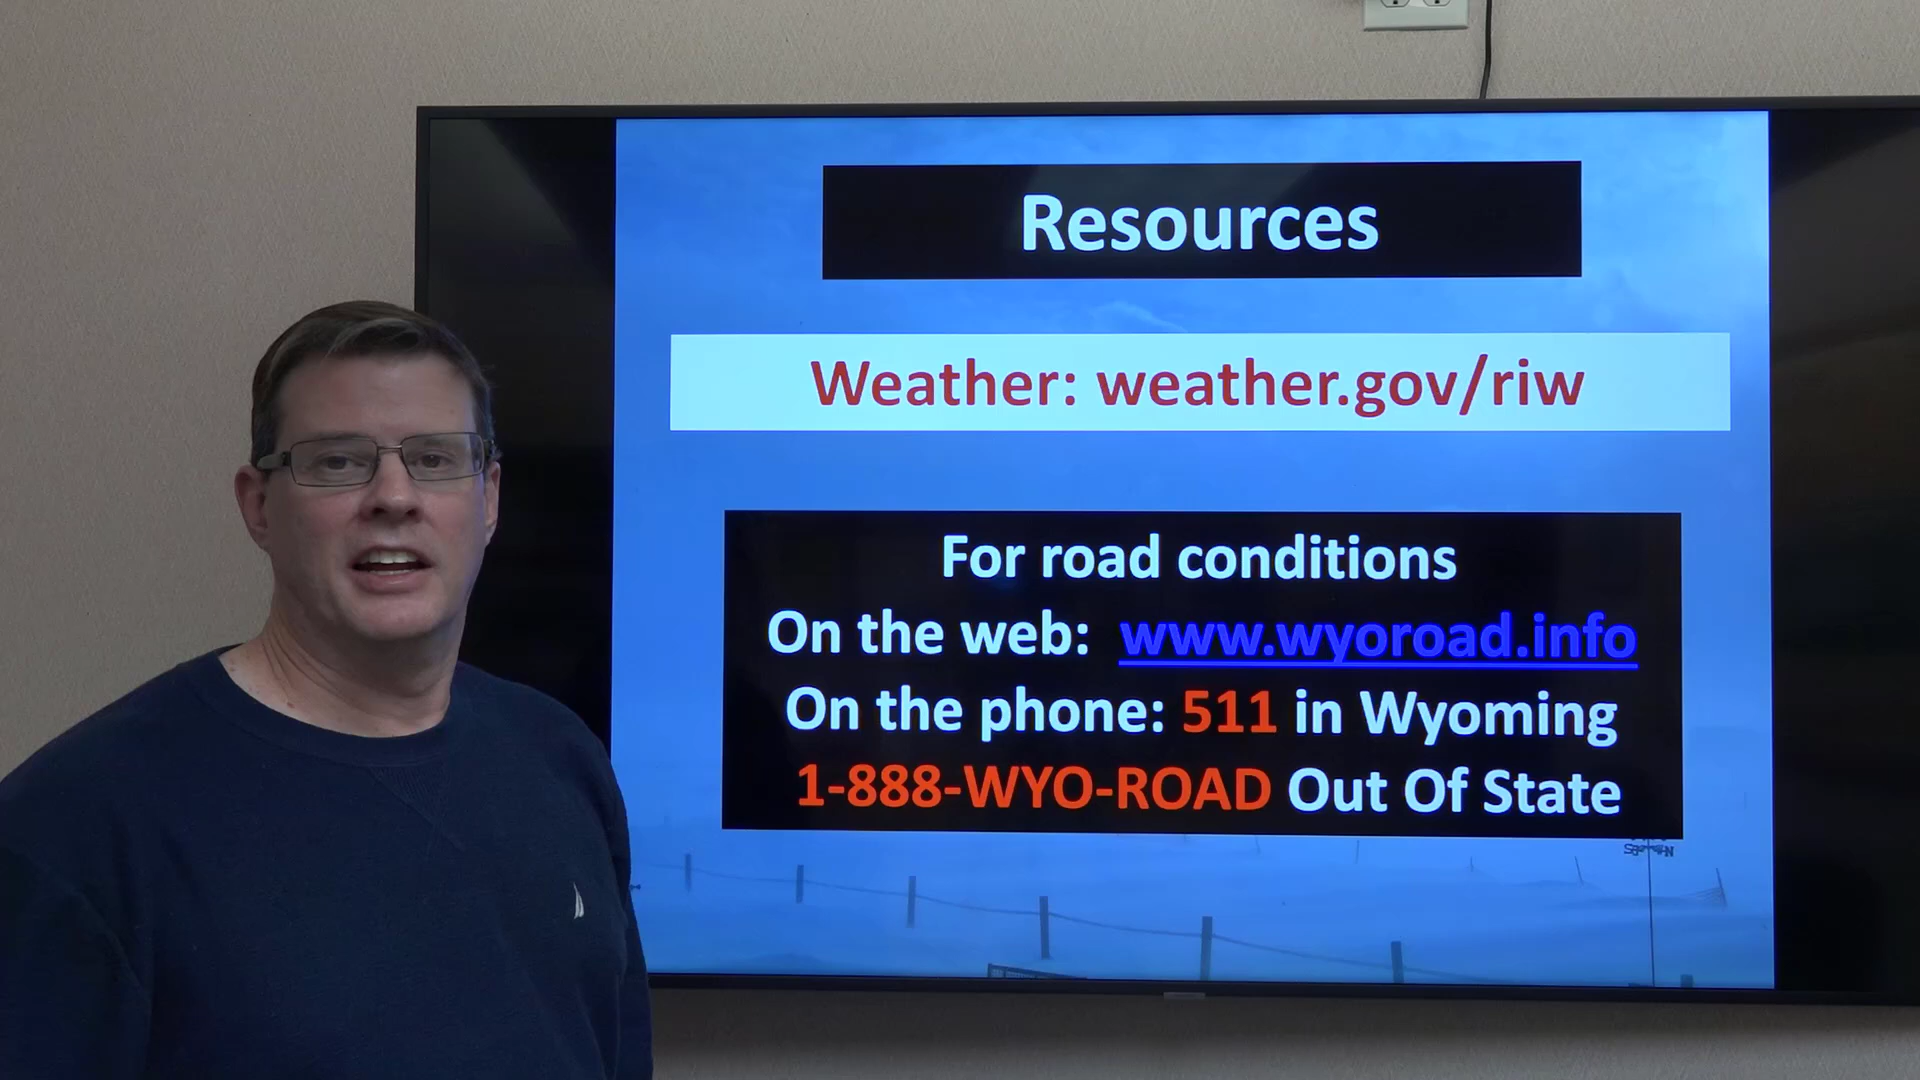 Resources
Weather: weather.gov/riw
For road conditions
On the web: www.wyoroad.info
On the phone: 511 in Wyoming
1-888-WYO-ROAD Out Of State